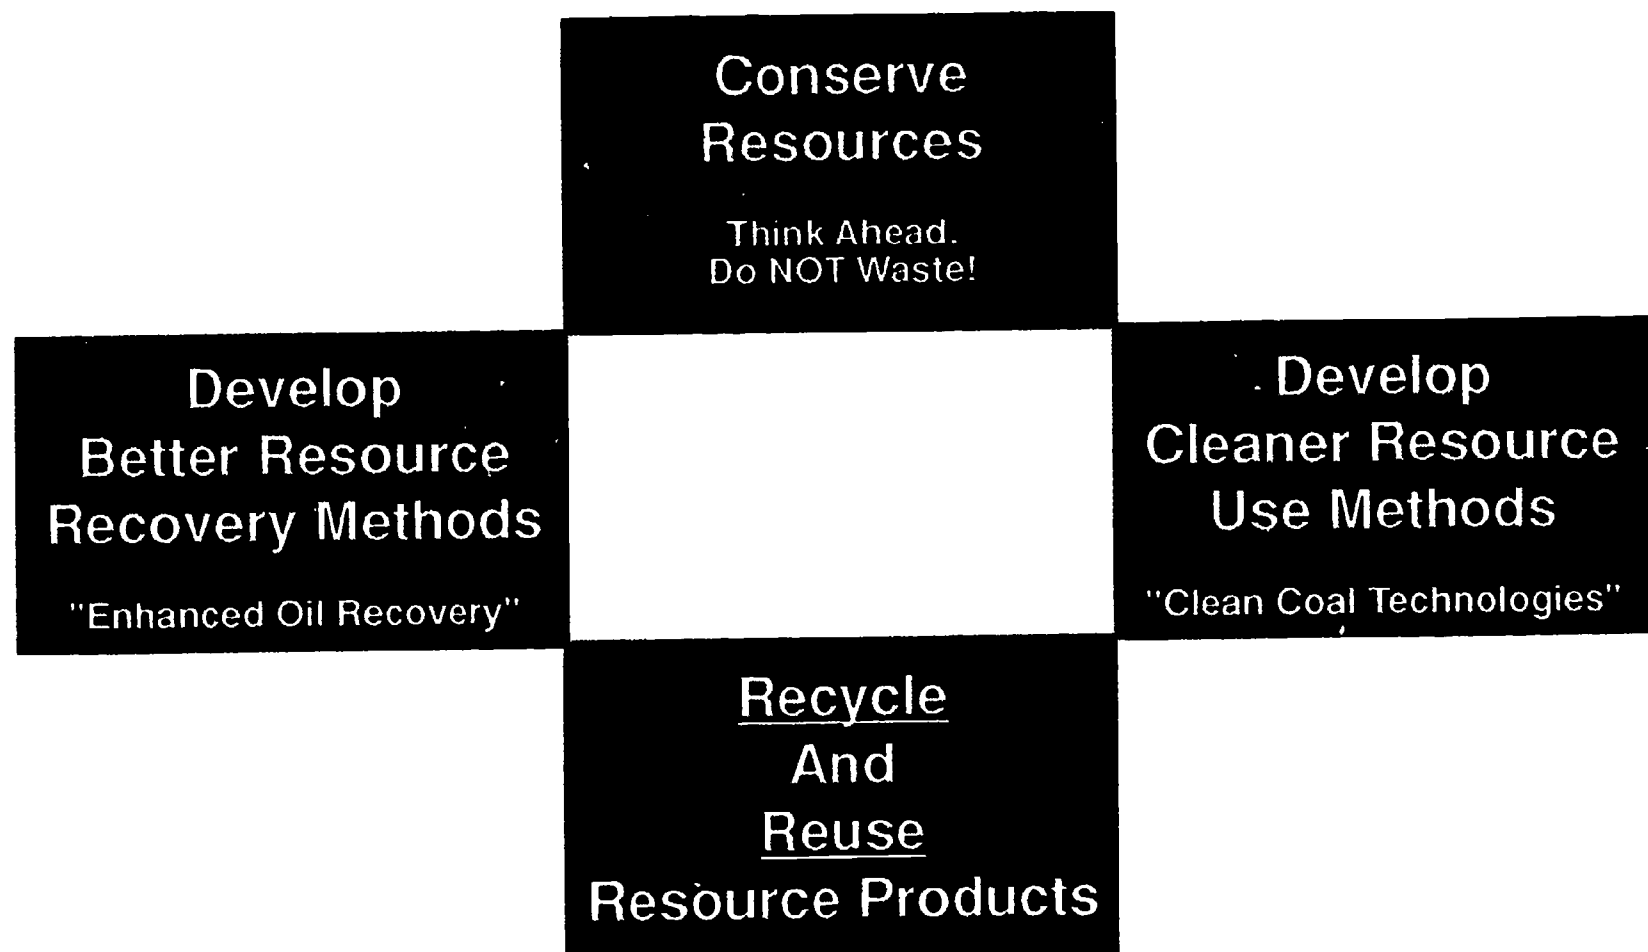 Conserve
Resources
Think Ahead.
Do NOT Waste!
Develop
Better Resource
Recovery Methods
"Enhanced Oil Recovery"
Develop
Cleaner Resource
Use Methods
"Clean Coal Technologies"
Recycle
And
Reuse
Resource Products